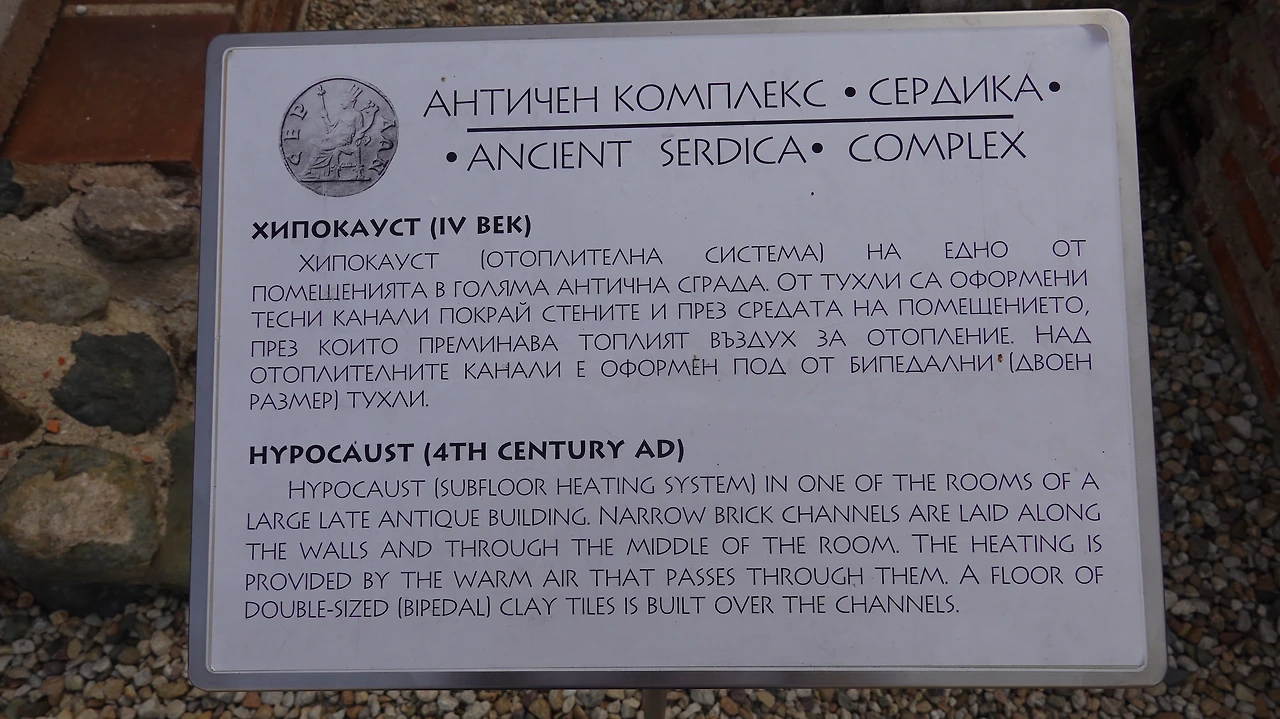 СЕР ΔΙΚ
АНТИЧЕН КОМПЛЕКС • СЕРДИКА•
•ANCIENT SERDICA• COMPLEX
ХИПОКАУСТ (IV ВЕК)
ХИПОКАУСТ (ОТОПЛИТЕЛНА СИСТЕМА) НА ЕДНО ОТ
ПОМЕЩЕНИЯТА В ГОЛЯМА АНТИЧНА СГРАДА. ОТ ТУХЛИ СА ОФОРМЕНИ
ТЕСНИ КАНАЛИ ПОКРАЙ СТЕНИТЕ И ПРЕЗ СРЕДАТА НА ПОМЕЩЕНИЕТО,
ПРЕЗ КОИТО ПРЕМИНАВА ТОПЛИЯТ ВЪЗДУХ ЗА ОТОПЛЕНИЕ. НАД
ОТОПЛИТЕЛНИТЕ КАНАЛИ Е ОФОРМЕН ПОД ОТ БИПЕДАЛНИ (ДВОЕН
РАЗМЕР) ТУХЛИ.
HYPOCAUST (4TH CENTURY AD)
HYPOCAUST (SUBFLOOR HEATING SYSTEM) IN ONE OF THE ROOMS OF A
LARGE LATE ANTIQUE BUILDING. NARROW BRICK CHANNELS ARE LAID ALONG
THE WALLS AND THROUGH THE MIDDLE OF THE ROOM. THE HEATING IS
PROVIDED BY THE WARM AIR THAT PASSES THROUGH THEM. A FLOOR OF
DOUBLE-SIZED (BIPEDAL) CLAY TILES IS BUILT OVER THE CHANNELS.